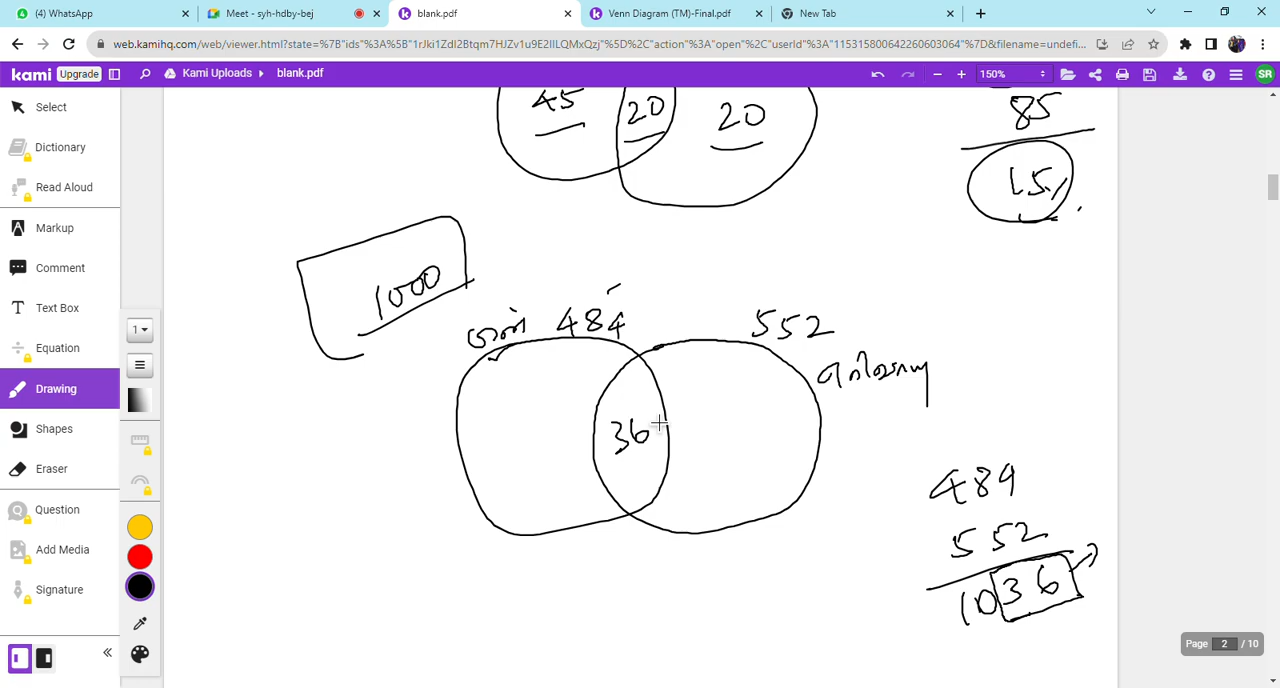 (4) WhatsApp
Meet - syh-hdby-bej
blank.pdf
Venn Diagram (TM)-Final.pdf
New Tab
web.kamihq.com/web/viewer.html?state=%7B"ids"%3A%5B"1rJki1ZdI2Btqm7HJZv1u9E2IIlLQMxQzj"%5D%2C"action"%3A"open"%2C"userId"%3A"115315800642260603064"%7D&filename=undefi...
kami Upgrade
Kami Uploads
blank.pdf
150%
SR
Select
Dictionary
Read Aloud
Markup
Comment
Text Box
Equation
Drawing
Shapes
Eraser
Question
Add Media
Signature
1
45 20 20
85
15
1000
484 552
36
484
552
1036
Page 2 / 10